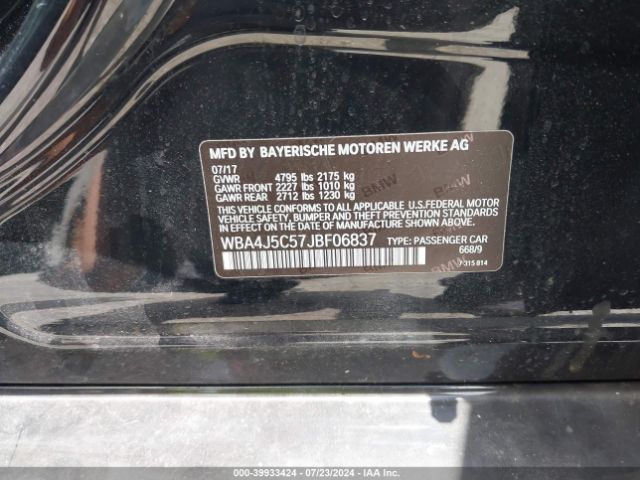 MFD BY BAYERISCHE MOTOREN WERKE AG
07/17
GVWR 4795 lbs 2175 kg
GAWR FRONT 2227 lbs 1010 kg
GAWR REAR 2712 lbs 1230 kg
THIS VEHICLE CONFORMS TO ALL APPLICABLE U.S.FEDERAL MOTOR
VEHICLE SAFETY, BUMPER AND THEFT PREVENTION STANDARDS IN
EFFECT ON THE DATE OF MANUFACTURE SHOWN ABOVE.
WBA4J5C57JBF06837 TYPE: PASSENGER CAR
668/9
7 315 814
000-39933424 / 07/23/2024 - IAA Inc.